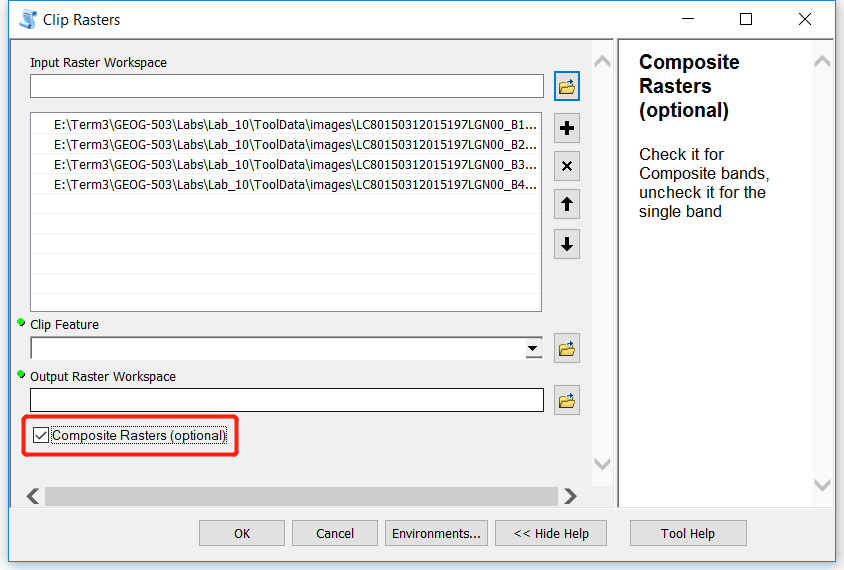 Clip Rasters
Input Raster Workspace
E:\Term3\GEOG-503\Labs\Lab_10\ToolData\images\LC80150312015197LGN00_B1...
E:\Term3\GEOG-503\Labs\Lab_10\ToolData\images\LC80150312015197LGN00_B2...
E:\Term3\GEOG-503\Labs\Lab_10\ToolData\images\LC80150312015197LGN00_B3...
E:\Term3\GEOG-503\Labs\Lab_10\ToolData\images\LC80150312015197LGN00_B4...
Clip Feature
Output Raster Workspace
Composite Rasters (optional)
Composite
Rasters
(optional)
Check it for
Composite bands,
uncheck it for the
single band
OK Cancel Environments... << Hide Help Tool Help